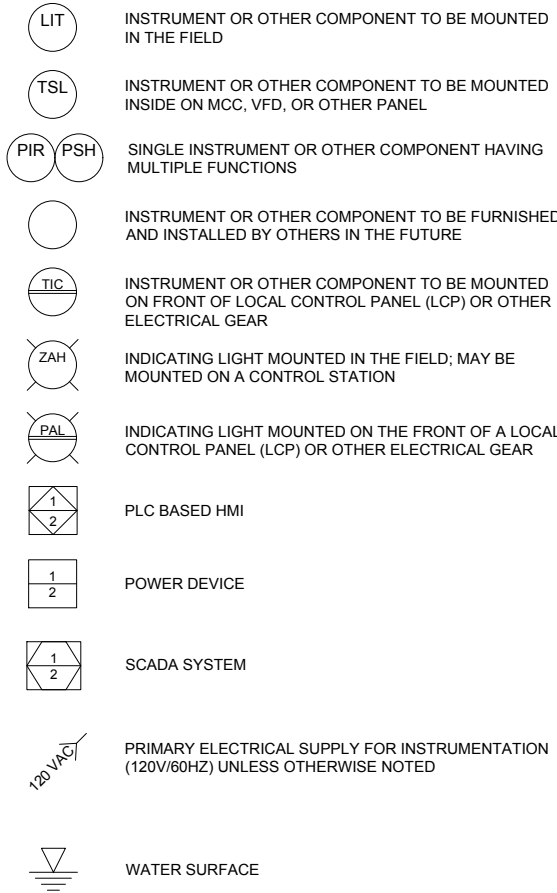 LIT
INSTRUMENT OR OTHER COMPONENT TO BE MOUNTED
IN THE FIELD
TSL
INSTRUMENT OR OTHER COMPONENT TO BE MOUNTED
INSIDE ON MCC, VFD, OR OTHER PANEL
PIR PSH
SINGLE INSTRUMENT OR OTHER COMPONENT HAVING
MULTIPLE FUNCTIONS
INSTRUMENT OR OTHER COMPONENT TO BE FURNISHED
AND INSTALLED BY OTHERS IN THE FUTURE
TIC
INSTRUMENT OR OTHER COMPONENT TO BE MOUNTED
ON FRONT OF LOCAL CONTROL PANEL (LCP) OR OTHER
ELECTRICAL GEAR
ZAH
INDICATING LIGHT MOUNTED IN THE FIELD; MAY BE
MOUNTED ON A CONTROL STATION
PAL
INDICATING LIGHT MOUNTED ON THE FRONT OF A LOCAL
CONTROL PANEL (LCP) OR OTHER ELECTRICAL GEAR
1
2
PLC BASED HMI
1
2
POWER DEVICE
1
2
SCADA SYSTEM
120 VAC
PRIMARY ELECTRICAL SUPPLY FOR INSTRUMENTATION
(120V/60HZ) UNLESS OTHERWISE NOTED
WATER SURFACE